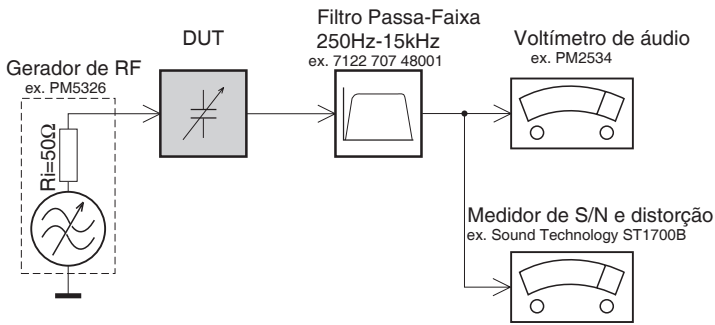 Gerador de RF
ex. PM5326
Ri=50Ω
DUT
Filtro Passa-Faixa
250Hz-15kHz
ex. 7122 707 48001
Voltímetro de áudio
ex. PM2534
Medidor de S/N e distorção
ex. Sound Technology ST1700B